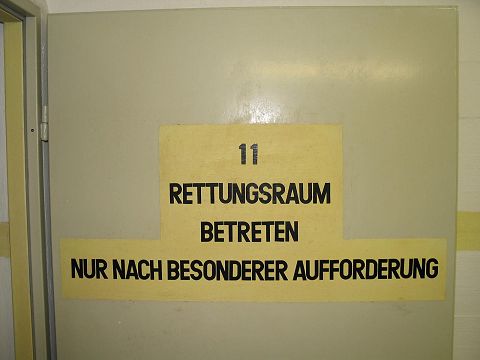 11
RETTUNGSRAUM
BETRETEN
NUR NACH BESONDERER AUFFORDERUNG